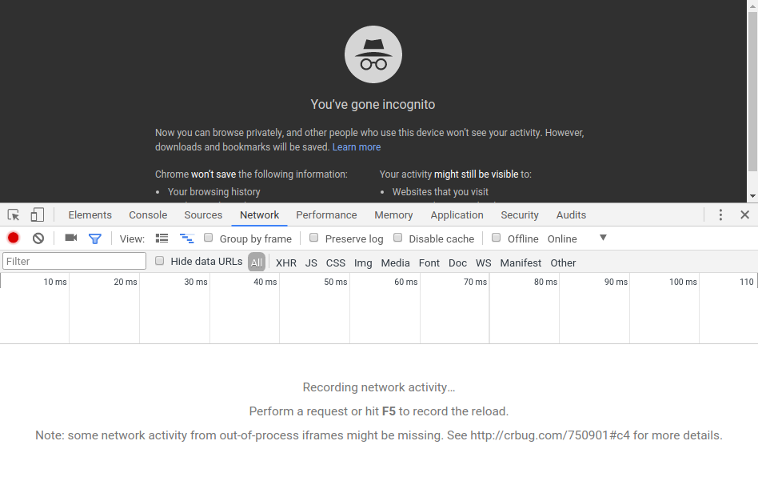 You've gone incognito
Now you can browse privately, and other people who use this device won't see your activity. However,
downloads and bookmarks will be saved. Learn more
Chrome won't save the following information:
• Your browsing history
Your activity might still be visible to:
• Websites that you visit
Elements Console Sources Network Performance Memory Application Security Audits
View: Group by frame Preserve log Disable cache Offline Online
Filter Hide data URLs All XHR JS CSS Img Media Font Doc WS Manifest Other
10 ms 20 ms 30 ms 40 ms 50 ms 60 ms 70 ms 80 ms 90 ms 100 ms 110
Recording network activity…
Perform a request or hit F5 to record the reload.
Note: some network activity from out-of-process iframes might be missing. See http://crbug.com/750901#c4 for more details.